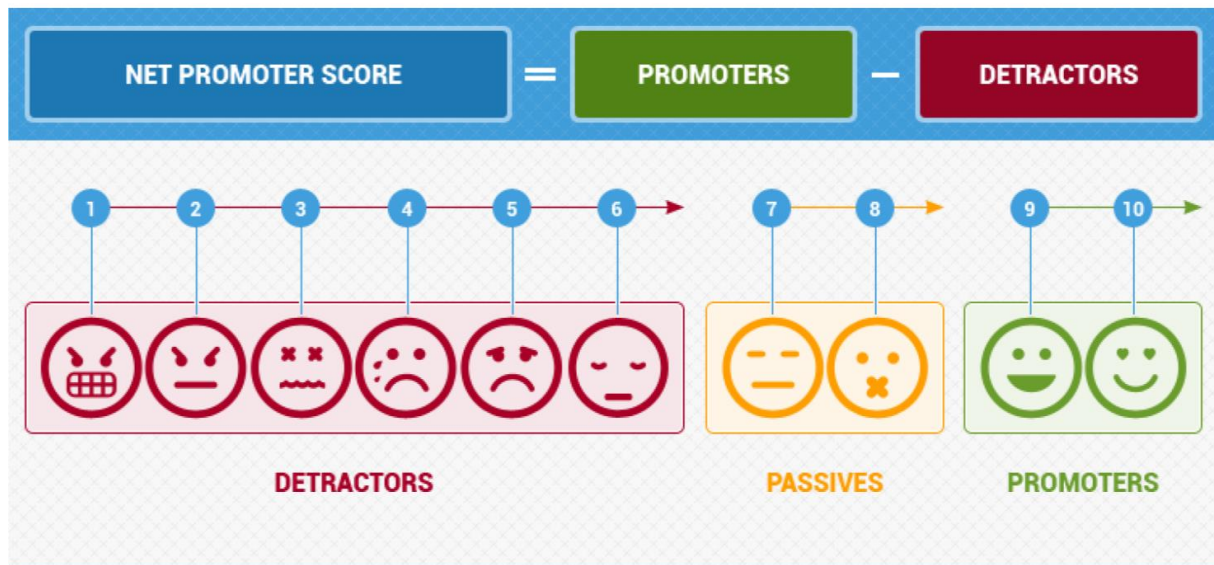 NET PROMOTER SCORE = PROMOTERS – DETRACTORS
1 2 3 4 5 6 7 8 9 10
DETRACTORS PASSIVES PROMOTERS